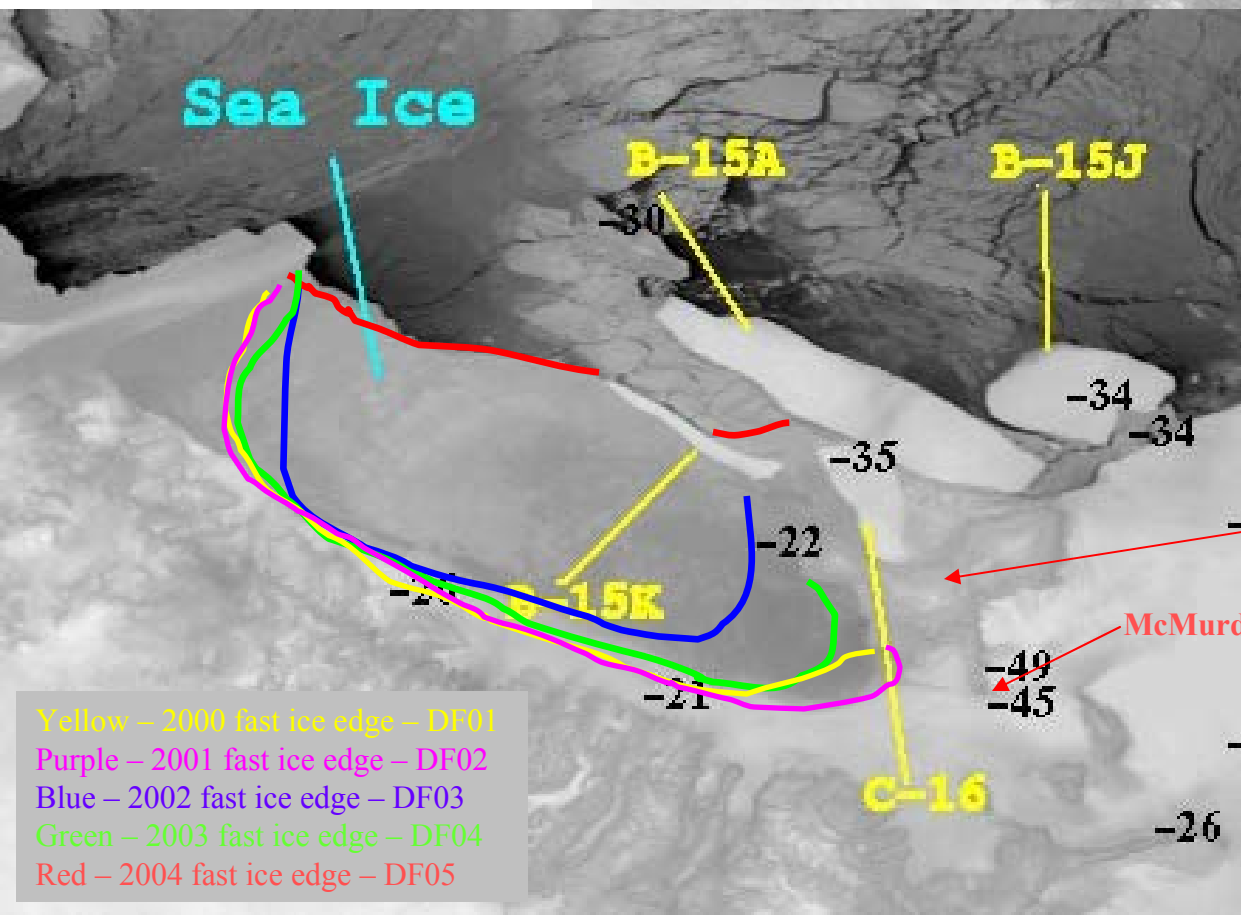 Sea Ice
B-15A
B-15J
-30
-34
-34
-35
-22
B-15K
McMurd
-49
-45
-21
Yellow – 2000 fast ice edge – DF01
Purple – 2001 fast ice edge – DF02
Blue – 2002 fast ice edge – DF03
Green – 2003 fast ice edge – DF04
Red – 2004 fast ice edge – DF05
C-16
-26